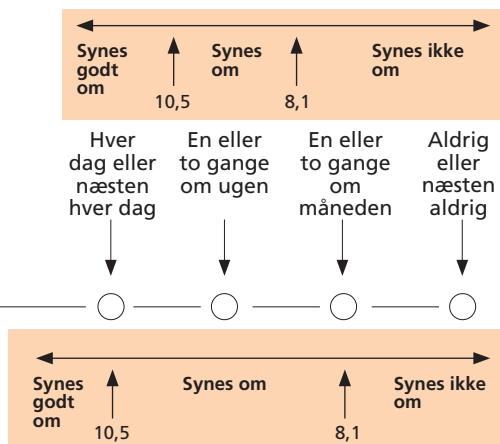 Synes
godt
om
Synes
om
Synes ikke
om
10,5
8,1
Hver
dag eller
næsten
hver dag
En eller
to gange
om ugen
En eller
to gange
om
måneden
Aldrig
eller
næsten
aldrig
Synes
godt
om
Synes om
Synes ikke
om
10,5
8,1